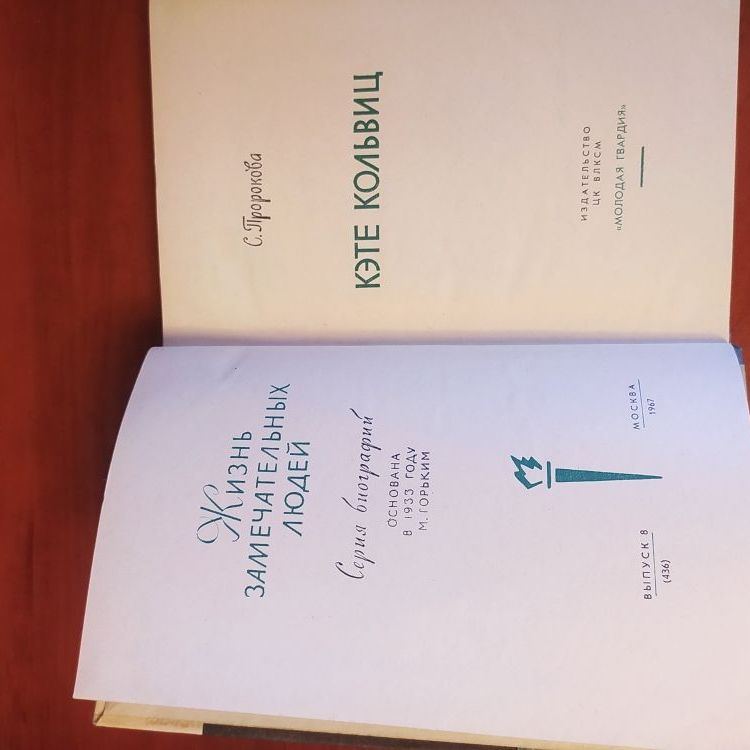 Жизнь
ЗАМЕЧАТЕЛЬНЫХ
ЛЮДЕЙ
Серия биографий
ОСНОВАНА
В 1933 ГОДУ
М. ГОРЬКИМ
ВЫПУСК 8
(436)
МОСКВА
1967
С. Пророкова
КЭТЕ КОЛЬВИЦ
ИЗДАТЕЛЬСТВО
ЦК ВЛКСМ
«МОЛОДАЯ ГВАРДИЯ»